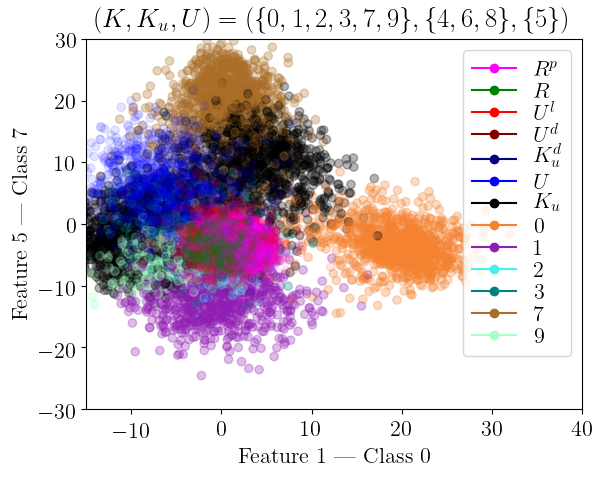 (K, K_u, U) = ({0, 1, 2, 3, 7, 9}, {4, 6, 8}, {5})
30
20
10
0
−10
−20
−30
Feature 5 — Class 7
R^p
R
U^l
U^d
K_u^d
U
K_u
0
1
2
3
7
9
−10
0
10
20
30
40
Feature 1 — Class 0